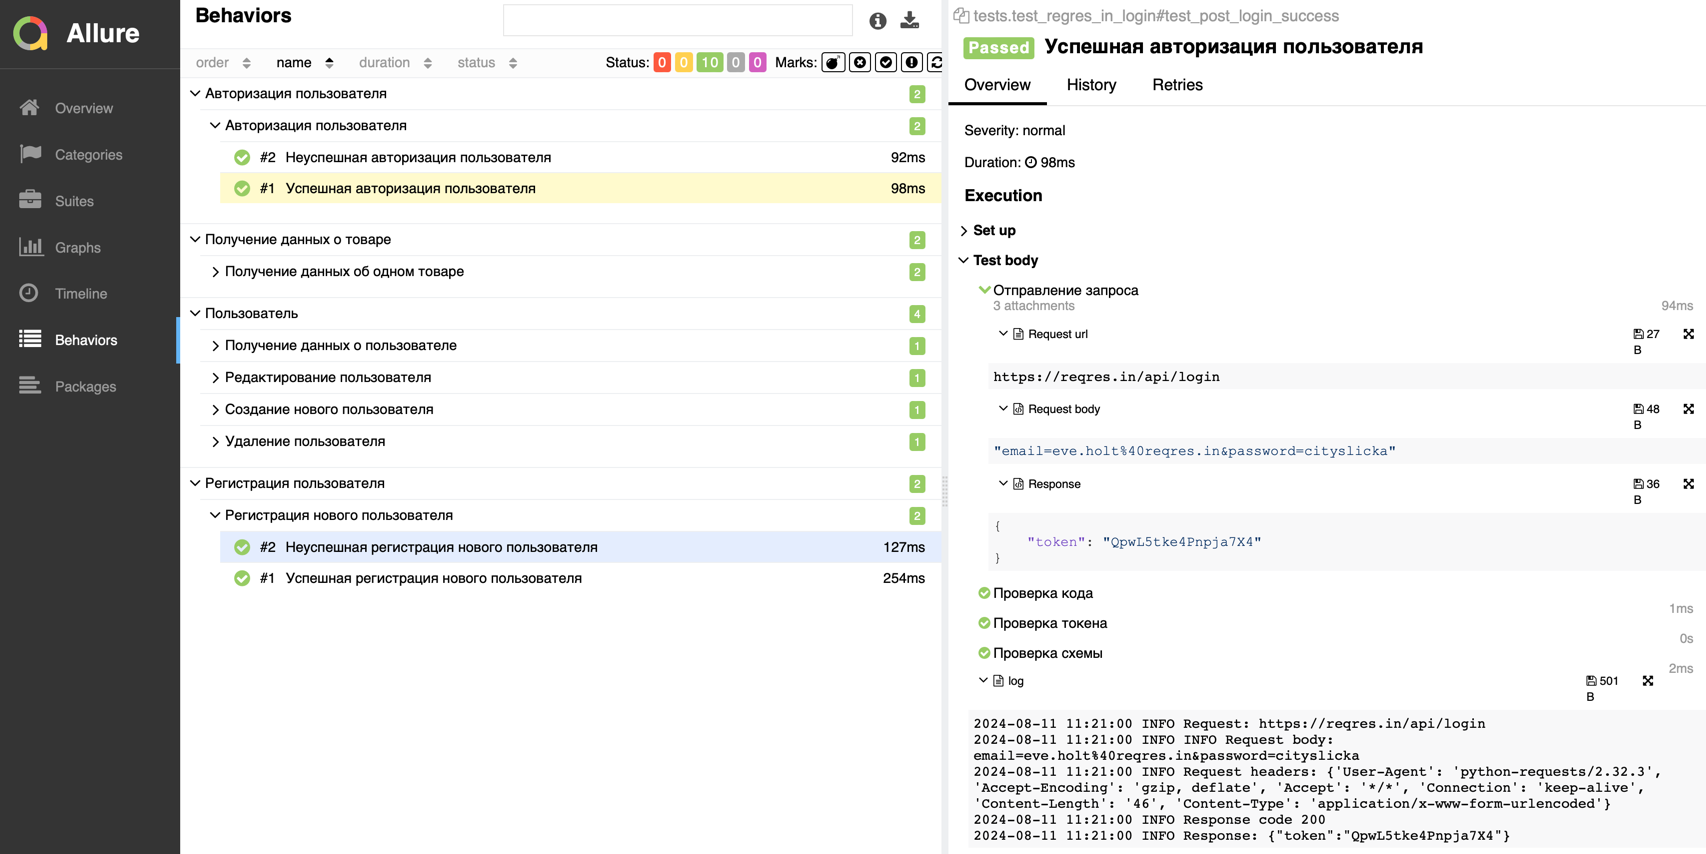 Allure
Overview
Categories
Suites
Graphs
Timeline
Behaviors
Packages
Behaviors
order name duration status Status: 0 0 10 0 0 Marks:
Авторизация пользователя 2
Авторизация пользователя 2
#2 Неуспешная авторизация пользователя 92ms
#1 Успешная авторизация пользователя 98ms
Получение данных о товаре 2
Получение данных об одном товаре 2
Пользователь 4
Получение данных о пользователе 1
Редактирование пользователя 1
Создание нового пользователя 1
Удаление пользователя 1
Регистрация пользователя 2
Регистрация нового пользователя 2
#2 Неуспешная регистрация нового пользователя 127ms
#1 Успешная регистрация нового пользователя 254ms
tests.test_regres_in_login#test_post_login_success
Passed Успешная авторизация пользователя
Overview History Retries
Severity: normal
Duration: 98ms
Execution
Set up
Test body
Отправление запроса
3 attachments 94ms
Request url 27
B
https://reqres.in/api/login
Request body 48
B
"email=eve.holt%40reqres.in&password=cityslicka"
Response 36
B
{
"token": "QpwL5tke4Pnpja7X4"
}
Проверка кода
1ms
Проверка токена
0s
Проверка схемы
2ms
log 501
B
2024-08-11 11:21:00 INFO Request: https://reqres.in/api/login
2024-08-11 11:21:00 INFO INFO Request body:
email=eve.holt%40reqres.in&password=cityslicka
2024-08-11 11:21:00 INFO Request headers: {'User-Agent': 'python-requests/2.32.3',
'Accept-Encoding': 'gzip, deflate', 'Accept': '*/*', 'Connection': 'keep-alive',
'Content-Length': '46', 'Content-Type': 'application/x-www-form-urlencoded'}
2024-08-11 11:21:00 INFO Response code 200
2024-08-11 11:21:00 INFO Response: {"token":"QpwL5tke4Pnpja7X4"}